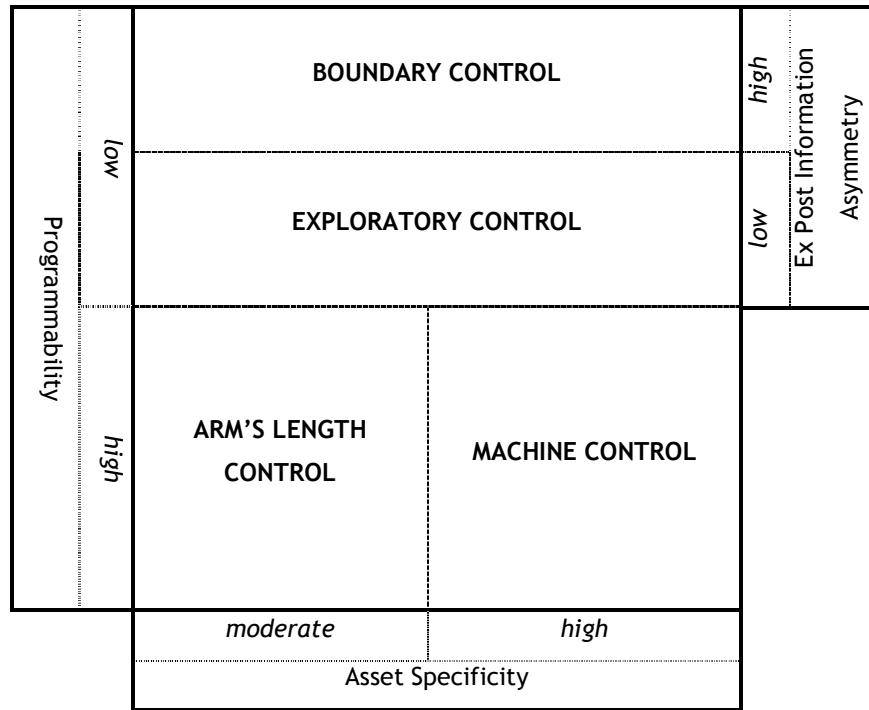 BOUNDARY CONTROL
high
low
EXPLORATORY CONTROL
low
Ex Post Information
Asymmetry
Programmability
high
ARM'S LENGTH
CONTROL
MACHINE CONTROL
moderate
high
Asset Specificity